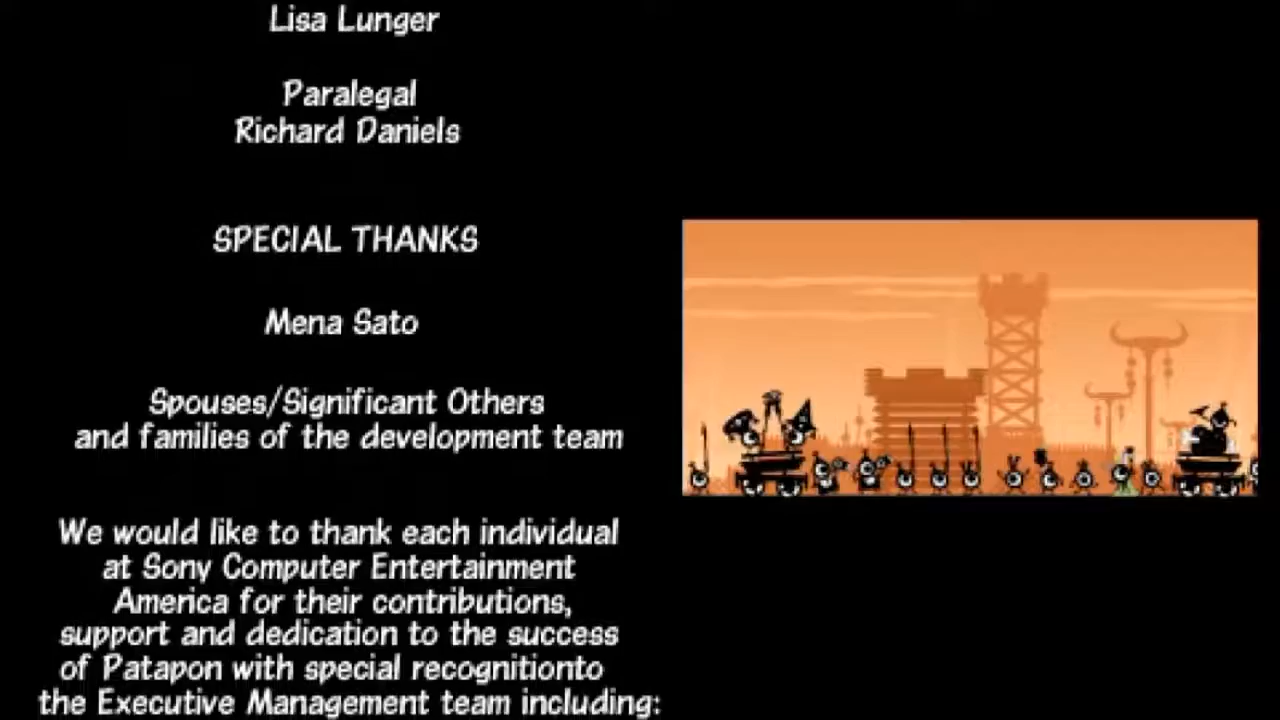 Lisa Lunger
Paralegal
Richard Daniels
SPECIAL THANKS
Mena Sato
Spouses/Significant Others
and families of the development team
We would like to thank each individual
at Sony Computer Entertainment
America for their contributions,
support and dedication to the success
of Patapon with special recognitionto
the Executive Management team including: